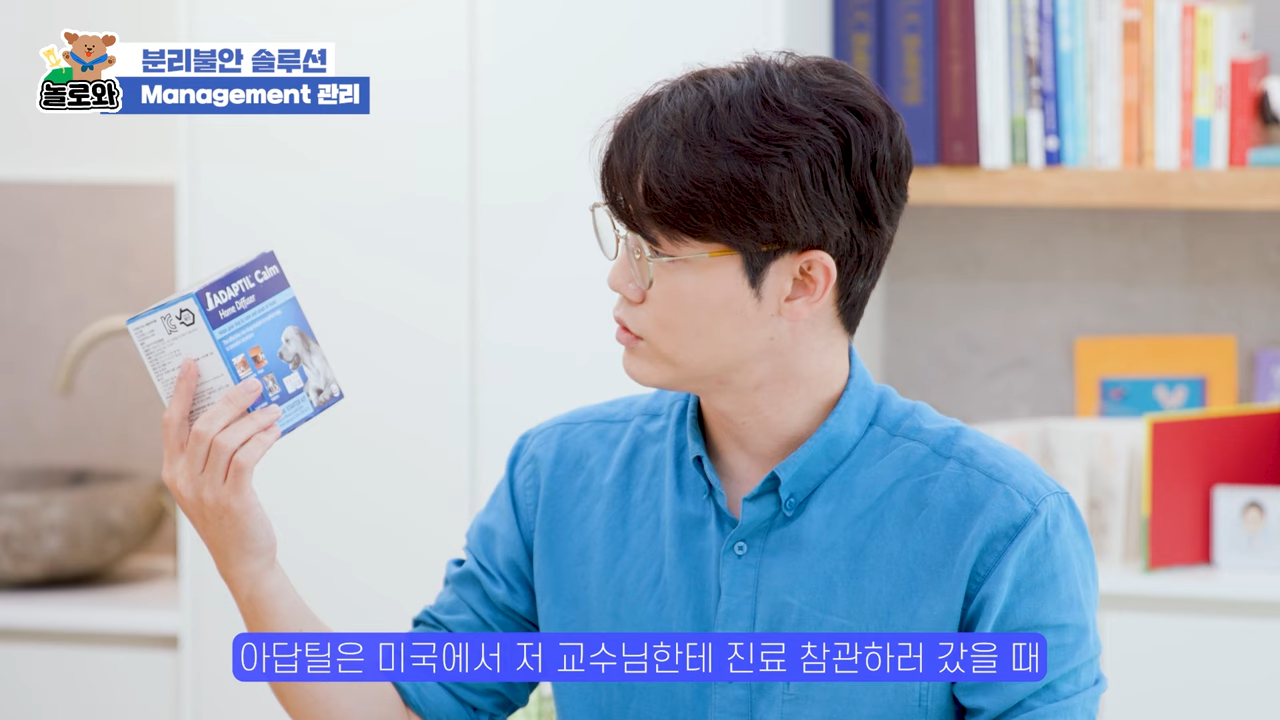 놀로와
분리불안 솔루션
Management 관리
ADAPTIL Calm
Home Diffuser
아답틸은 미국에서 저 교수님한테 진료 참관하러 갔을 때